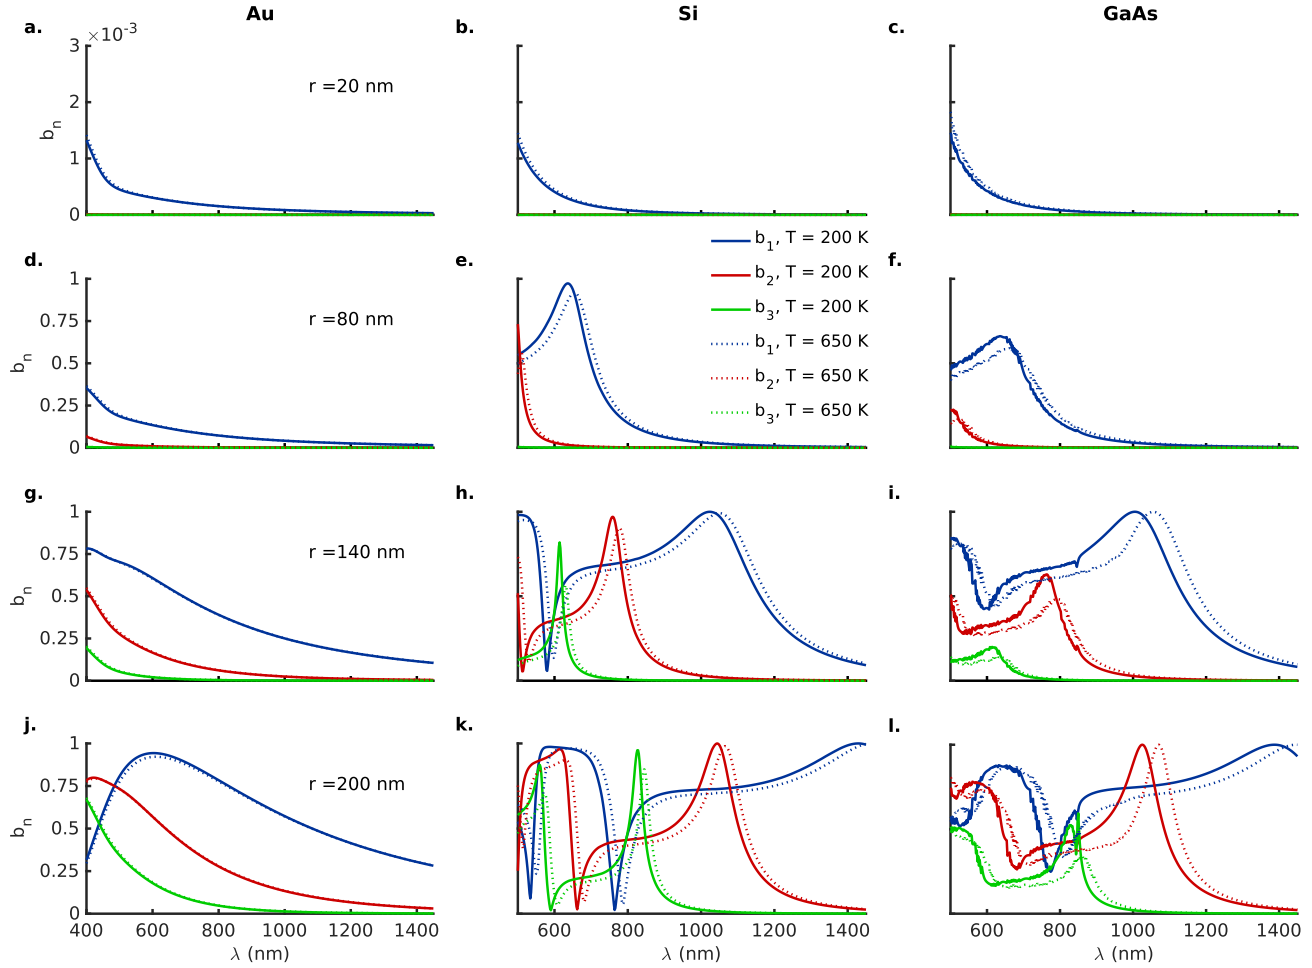 Au Si GaAs
a. b. c.
×10⁻³
3
2
1
0
bₙ
r =20 nm
d. e. f.
1
0.75
0.5
0.25
0
bₙ
r =80 nm
b₁, T = 200 K
b₂, T = 200 K
b₃, T = 200 K
b₁, T = 650 K
b₂, T = 650 K
b₃, T = 650 K
g. h. i.
1
0.75
0.5
0.25
0
bₙ
r =140 nm
j. k. l.
1
0.75
0.5
0.25
0
bₙ
r =200 nm
400 600 800 1000 1200 1400 600 800 1000 1200 1400 600 800 1000 1200 1400
λ (nm) λ (nm) λ (nm)